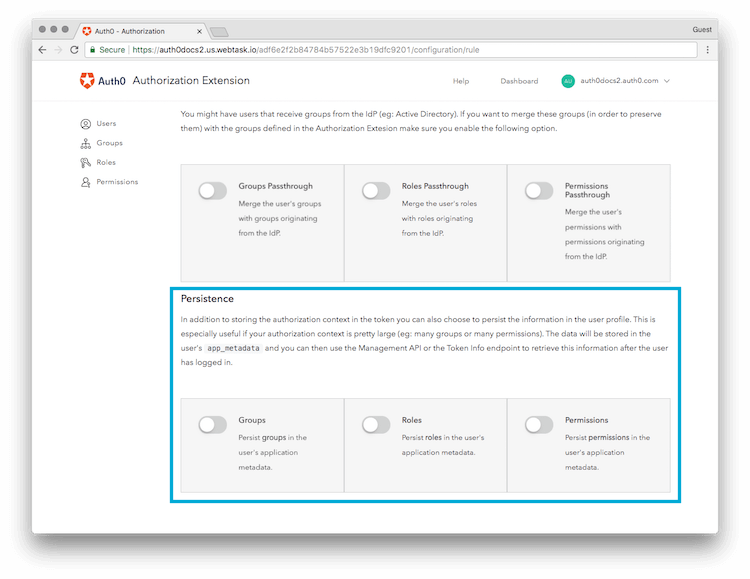 Auth0 - Authorization
Guest
Secure https://auth0docs2.us.webtask.io/adf6e2f2b84784b57522e3b19dfc9201/configuration/rule
Auth0 Authorization Extension
Help
Dashboard
AU
auth0docs2.auth0.com
Users
Groups
Roles
Permissions
You might have users that receive groups from the IdP (eg: Active Directory). If you want to merge these groups (in order to preserve
them) with the groups defined in the Authorization Extesion make sure you enable the following option.
Groups Passthrough
Merge the user's groups
with groups originating
from the IdP.
Roles Passthrough
Merge the user's roles
with roles originating
from the IdP.
Permissions
Passthrough
Merge the user's
permissions with
permissions originating
from the IdP.
Persistence
In addition to storing the authorization context in the token you can also choose to persist the information in the user profile. This is
especially useful if your authorization context is pretty large (eg: many groups or many permissions). The data will be stored in the
user's app_metadata and you can then use the Management API or the Token Info endpoint to retrieve this information after the user
has logged in.
Groups
Persist groups in the
user's application
metadata.
Roles
Persist roles in the user's
application metadata.
Permissions
Persist permissions in the
user's application
metadata.